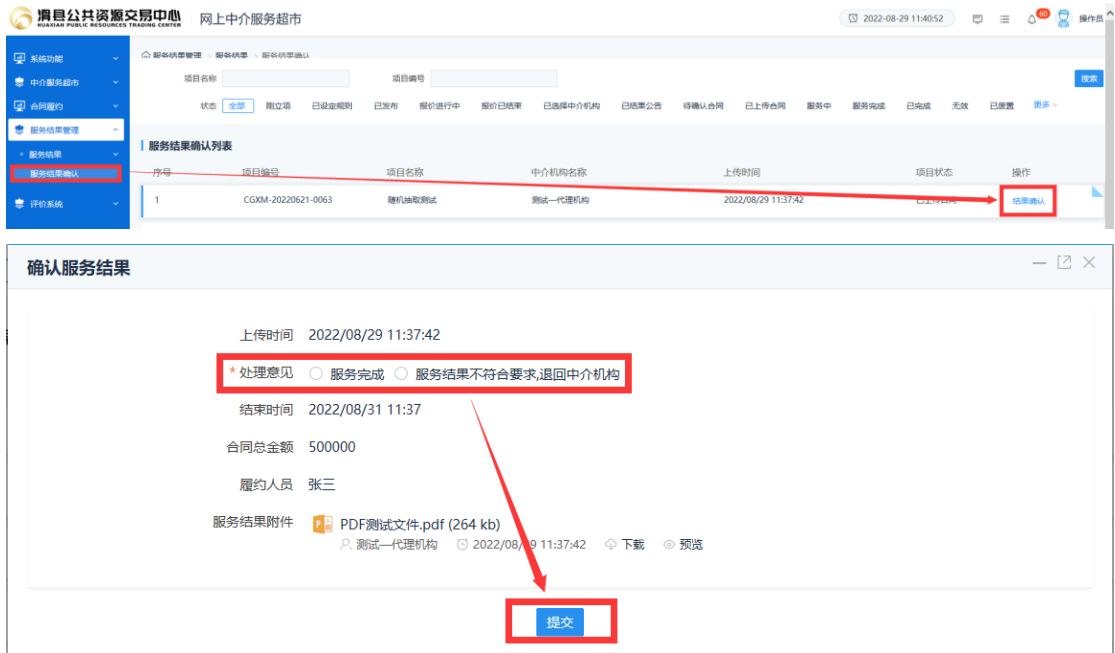 滑县公共资源交易中心 网上中介服务超市 2022-08-29 11:40:52 60 操作员
HUAXIAN PUBLIC RESOURCES TRADING CENTER
系统功能
中介服务超市
合同履约
服务结果管理
服务结果
服务结果确认
评价系统
服务结果管理 服务结果 服务结果确认
项目名称 项目编号 搜索
状态 全部 刚立项 已设定规则 已发布 报价进行中 报价已结束 已选择中介机构 已结果公告 待确认合同 已上传合同 服务中 服务完成 已完成 无效 已废置 更多
服务结果确认列表
序号 项目编号 项目名称 中介机构名称 上传时间 项目状态 操作
1 CGXM-20220621-0063 随机抽取测试 测试一代理机构 2022/08/29 11:37:42 已上传合同 结果确认
确认服务结果
上传时间 2022/08/29 11:37:42
* 处理意见 服务完成 服务结果不符合要求,退回中介机构
结束时间 2022/08/31 11:37
合同总金额 500000
履约人员 张三
服务结果附件 PDF测试文件.pdf (264 kb)
测试一代理机构 2022/08/29 11:37:42 下载 预览
提交